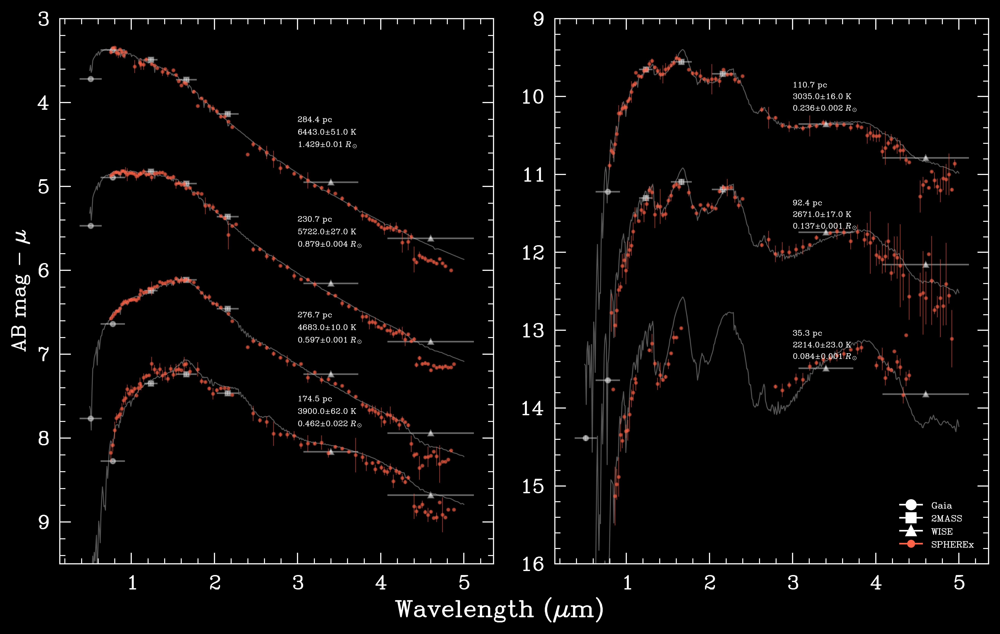 3
4
5
6
7
8
9
AB mag − μ
284.4 pc
6443.0±51.0 K
1.429±0.01 R☉
230.7 pc
5722.0±27.0 K
0.879±0.004 R☉
276.7 pc
4683.0±10.0 K
0.597±0.001 R☉
174.5 pc
3900.0±62.0 K
0.462±0.022 R☉
1 2 3 4 5
9
10
11
12
13
14
15
16
110.7 pc
3035.0±16.0 K
0.236±0.002 R☉
92.4 pc
2671.0±17.0 K
0.137±0.001 R☉
35.3 pc
2214.0±23.0 K
0.084±0.001 R☉
Gaia
2MASS
WISE
SPHEREx
1 2 3 4 5
Wavelength (μm)